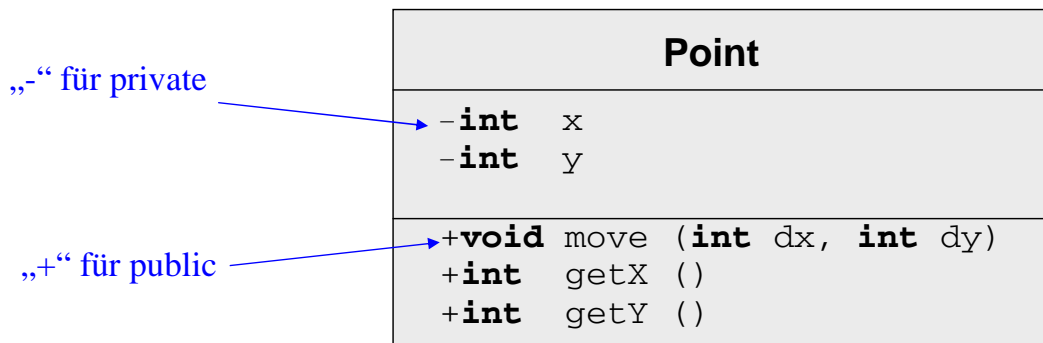 Point
„-“ für private
-int x
-int y
+void move (int dx, int dy)
„+“ für public
+int getX ()
+int getY ()